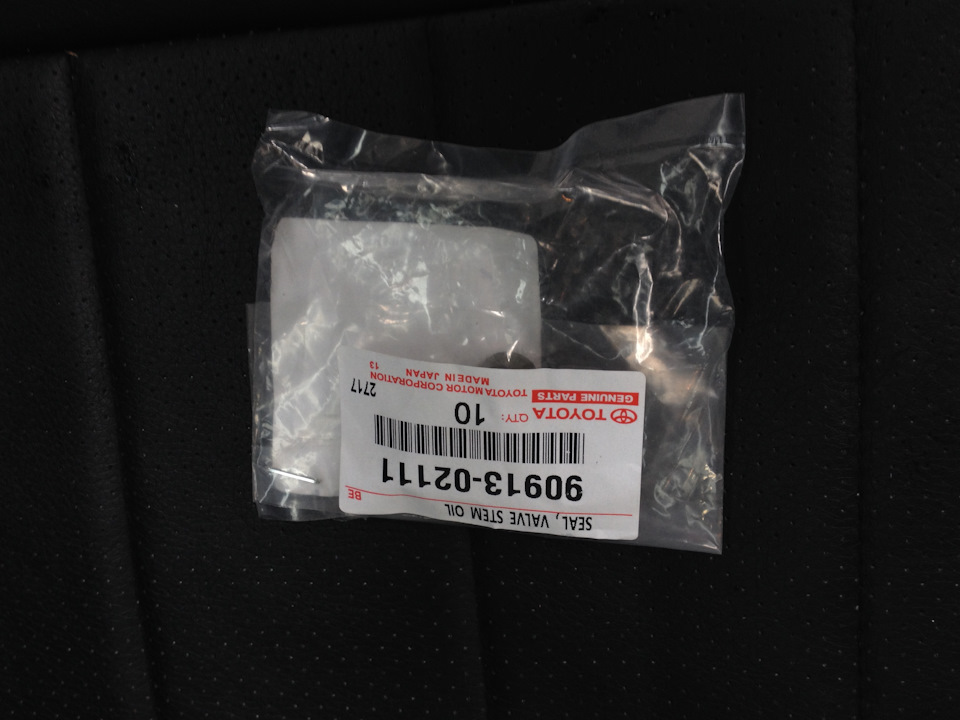 SEAL, VALVE STEM OIL
BE
90913-02111
TOYOTA QTY: 10
GENUINE PARTS
TOYOTA MOTOR CORPORATION 13
MADE IN JAPAN
2717